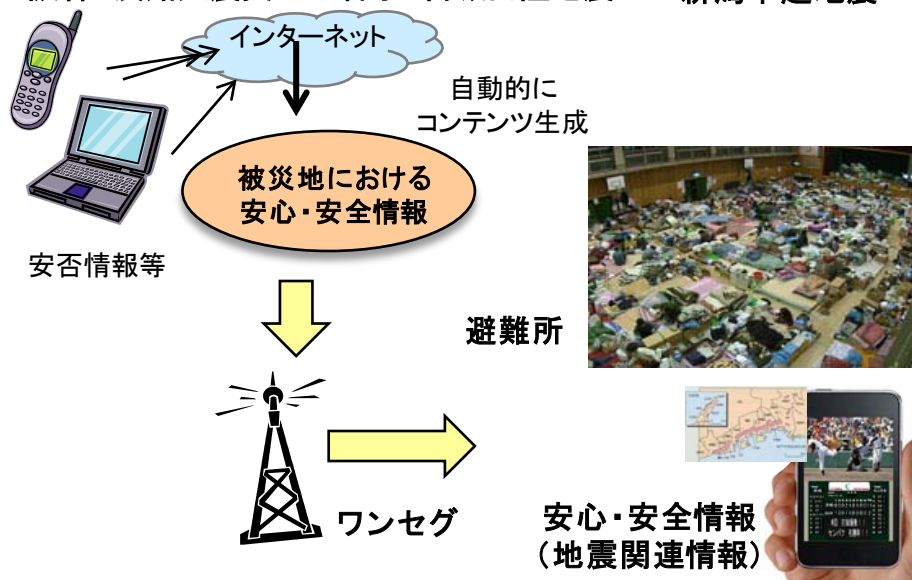 インターネット
自動的に
コンテンツ生成
被災地における
安心・安全情報
安否情報等
避難所
ワンセグ
安心・安全情報
（地震関連情報）